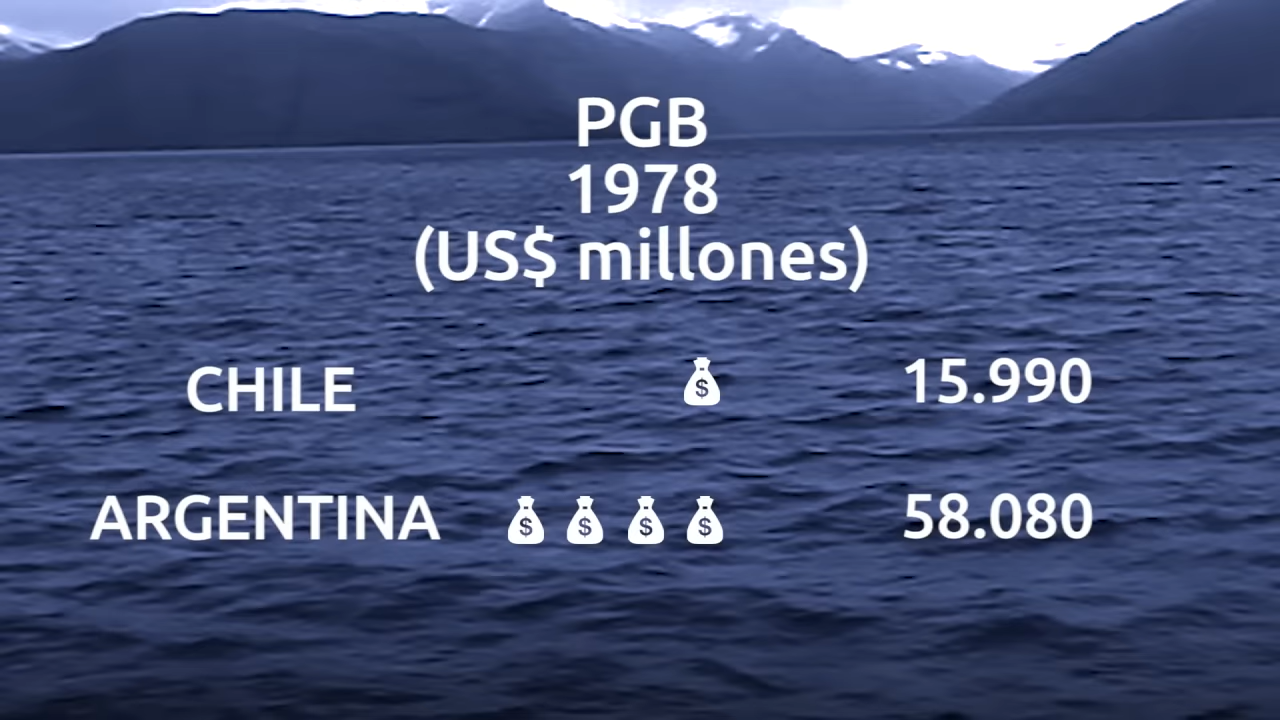 PGB
1978
(US$ millones)
CHILE $ 15.990
ARGENTINA $ $ $ $ 58.080